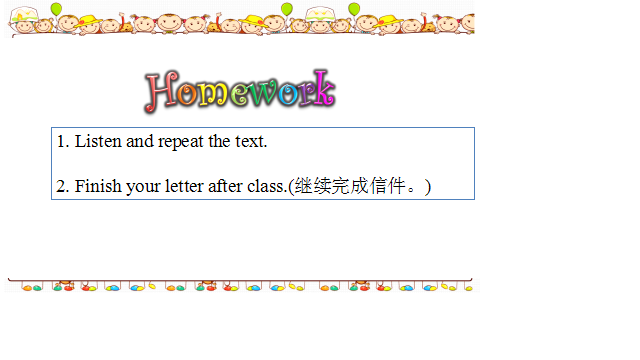 Homework
1. Listen and repeat the text.
2. Finish your letter after class.(继续完成信件。)